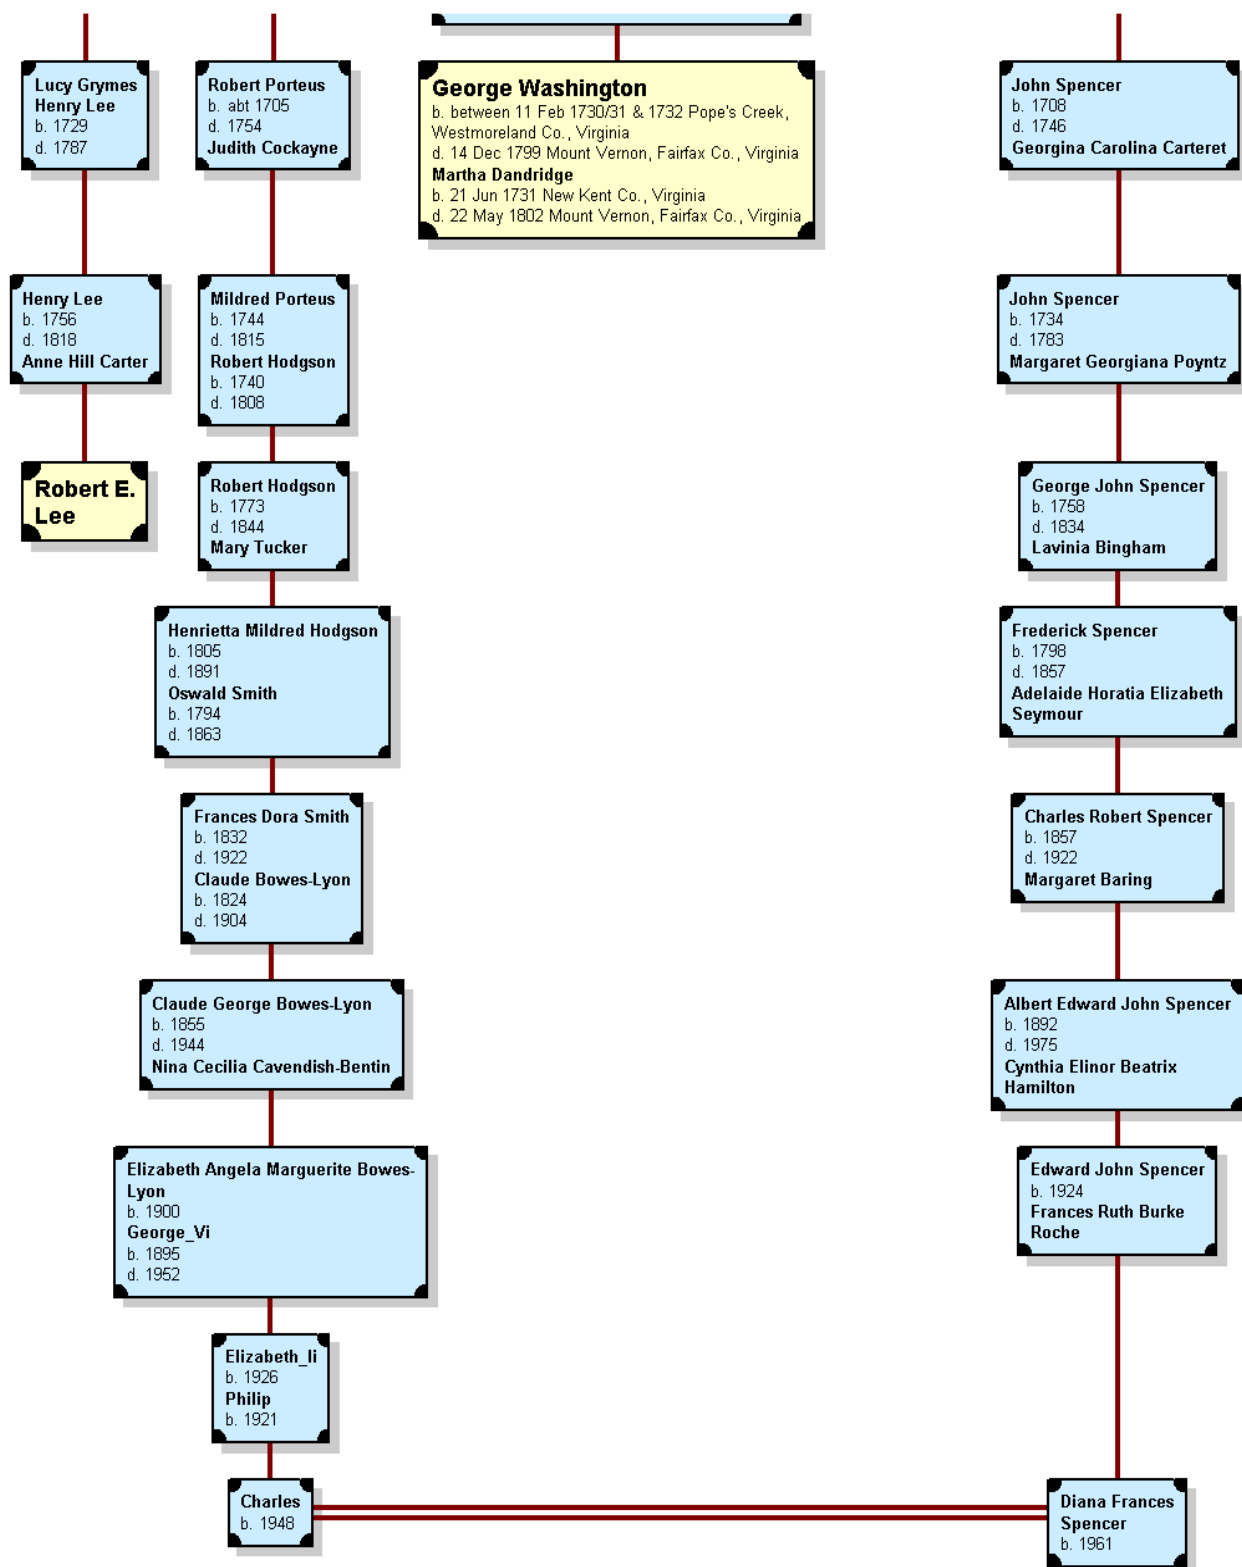 Lucy Grymes
Henry Lee
b. 1729
d. 1787
Robert Porteus
b. abt 1705
d. 1754
Judith Cockayne
George Washington
b. between 11 Feb 1730/31 & 1732 Pope's Creek,
Westmoreland Co., Virginia
d. 14 Dec 1799 Mount Vernon, Fairfax Co., Virginia
Martha Dandridge
b. 21 Jun 1731 New Kent Co., Virginia
d. 22 May 1802 Mount Vernon, Fairfax Co., Virginia
John Spencer
b. 1708
d. 1746
Georgina Carolina Carteret
Henry Lee
b. 1756
d. 1818
Anne Hill Carter
Mildred Porteus
b. 1744
d. 1815
Robert Hodgson
b. 1740
d. 1808
John Spencer
b. 1734
d. 1783
Margaret Georgiana Poyntz
Robert E.
Lee
Robert Hodgson
b. 1773
d. 1844
Mary Tucker
George John Spencer
b. 1758
d. 1834
Lavinia Bingham
Henrietta Mildred Hodgson
b. 1805
d. 1891
Oswald Smith
b. 1794
d. 1863
Frederick Spencer
b. 1798
d. 1857
Adelaide Horatia Elizabeth
Seymour
Frances Dora Smith
b. 1832
d. 1922
Claude Bowes-Lyon
b. 1824
d. 1904
Charles Robert Spencer
b. 1857
d. 1922
Margaret Baring
Claude George Bowes-Lyon
b. 1855
d. 1944
Nina Cecilia Cavendish-Bentin
Albert Edward John Spencer
b. 1892
d. 1975
Cynthia Elinor Beatrix
Hamilton
Elizabeth Angela Marguerite Bowes-
Lyon
b. 1900
George_Vi
b. 1895
d. 1952
Edward John Spencer
b. 1924
Frances Ruth Burke
Roche
Elizabeth_Ii
b. 1926
Philip
b. 1921
Charles
b. 1948
Diana Frances
Spencer
b. 1961